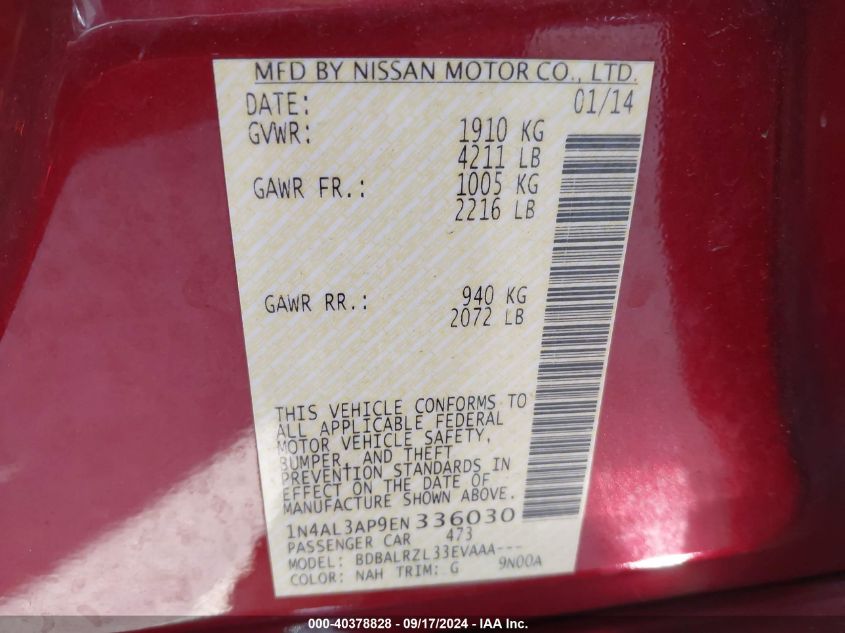 MFD BY NISSAN MOTOR CO., LTD.
DATE: 01/14
GVWR: 1910 KG
4211 LB
GAWR FR.: 1005 KG
2216 LB
GAWR RR.: 940 KG
2072 LB
THIS VEHICLE CONFORMS TO
ALL APPLICABLE FEDERAL
MOTOR VEHICLE SAFETY,
BUMPER, AND THEFT
PREVENTION STANDARDS IN
EFFECT ON THE DATE OF
MANUFACTURE SHOWN ABOVE.
1N4AL3AP9EN 336030
PASSENGER CAR 473
MODEL: BDBALRZL33EVAAA---
COLOR: NAH TRIM: G 9N00A
000-40378828 - 09/17/2024 - IAA, Inc.